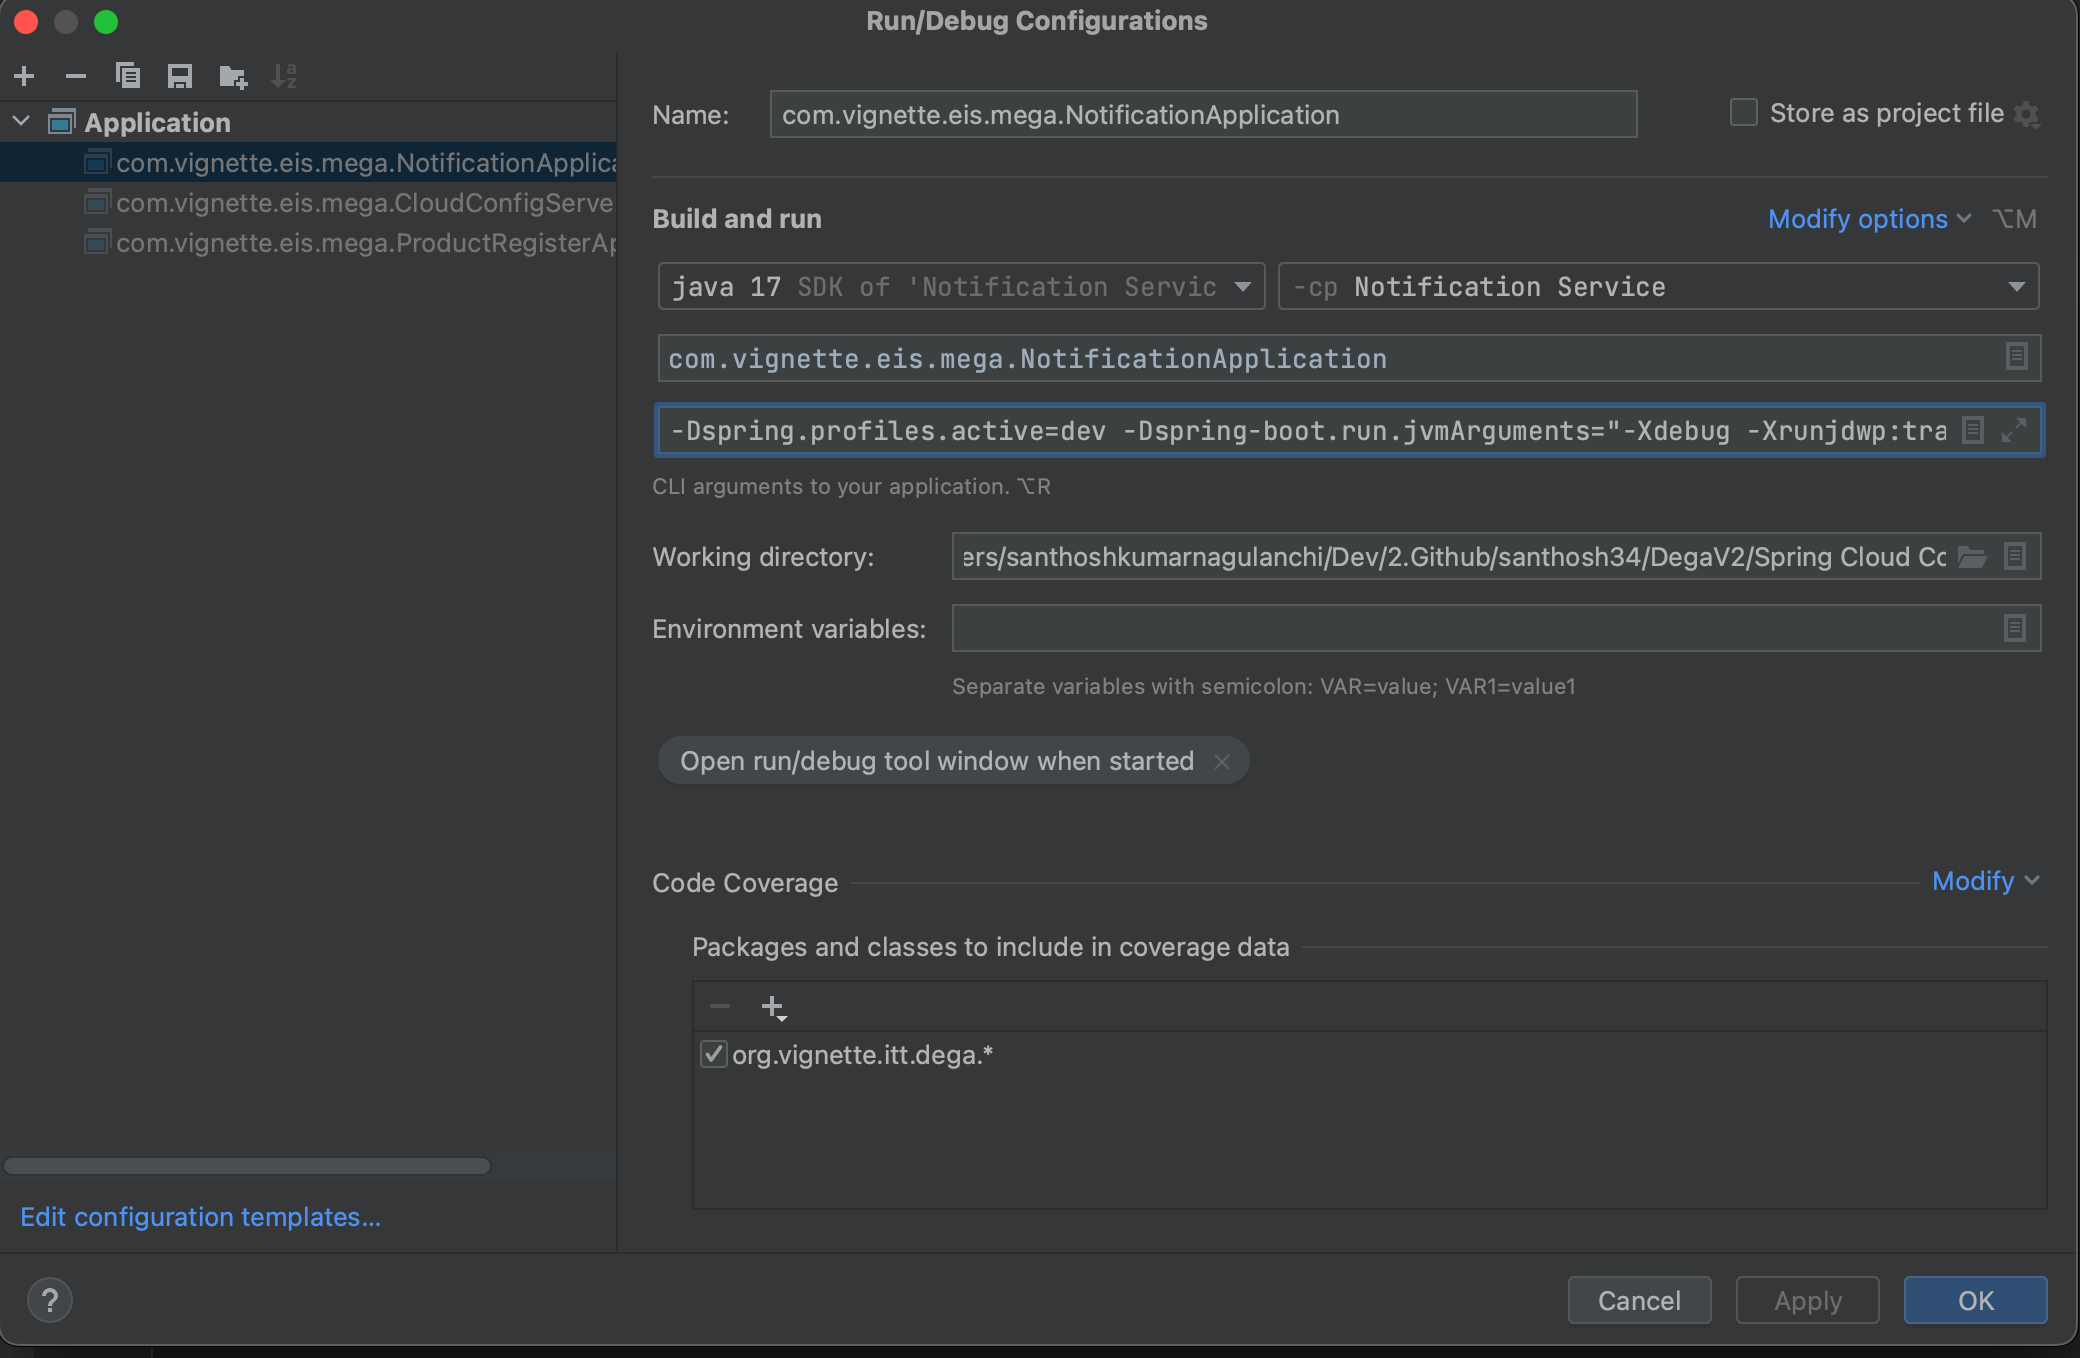 Run/Debug Configurations
Application
com.vignette.eis.mega.NotificationApplica
com.vignette.eis.mega.CloudConfigServe
com.vignette.eis.mega.ProductRegisterAp
Edit configuration templates...
Name: com.vignette.eis.mega.NotificationApplication
Store as project file
Build and run
Modify options ⌥M
java 17 SDK of 'Notification Servic
-cp Notification Service
com.vignette.eis.mega.NotificationApplication
-Dspring.profiles.active=dev -Dspring-boot.run.jvmArguments="-Xdebug -Xrunjdwp:tra
CLI arguments to your application. ⌥R
Working directory: ers/santhoshkumarnagulanchi/Dev/2.Github/santhosh34/DegaV2/Spring Cloud Co
Environment variables:
Separate variables with semicolon: VAR=value; VAR1=value1
Open run/debug tool window when started
Code Coverage
Modify
Packages and classes to include in coverage data
org.vignette.itt.dega.*
?
Cancel
Apply
OK